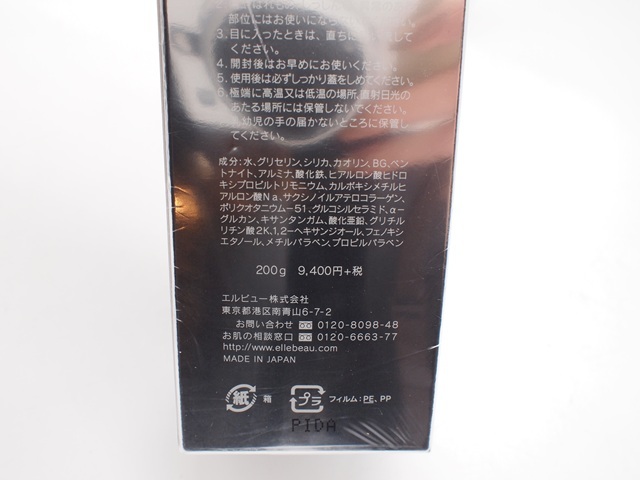 部位にはお使いになら
3. 目に入ったときは、直ちに
てください。
4. 開封後はお早めにお使いください。
5. 使用後は必ずしっかり蓋をしめてください。
6. 極端に高温又は低温の場所、直射日光の
あたる場所には保管しないでください。
幼児の手の届かないところに保管し
てください。
成分：水、グリセリン、シリカ、カオリン、BG、ベン
トナイト、アルミナ、酸化鉄、ヒアルロン酸ヒドロ
キシプロピルトリモニウム、カルボキシメチルヒ
アルロン酸Na、サクシノイルアテロコラーゲン、
ポリクオタニウム-51、グルコシルセラミド、α-
グルカン、キサンタンガム、酸化亜鉛、グリチル
リチン酸2K、1,2-ヘキサンジオール、フェノキシ
エタノール、メチルパラベン、プロピルパラベン
200g 9,400円+税
エルビュー株式会社
東京都港区南青山6-7-2
お問い合わせ 0120-8098-48
お肌の相談窓口 0120-6663-77
http://www.ellebeau.com/
MADE IN JAPAN
紙 箱 プラ フィルム：PE、PP
PIDA